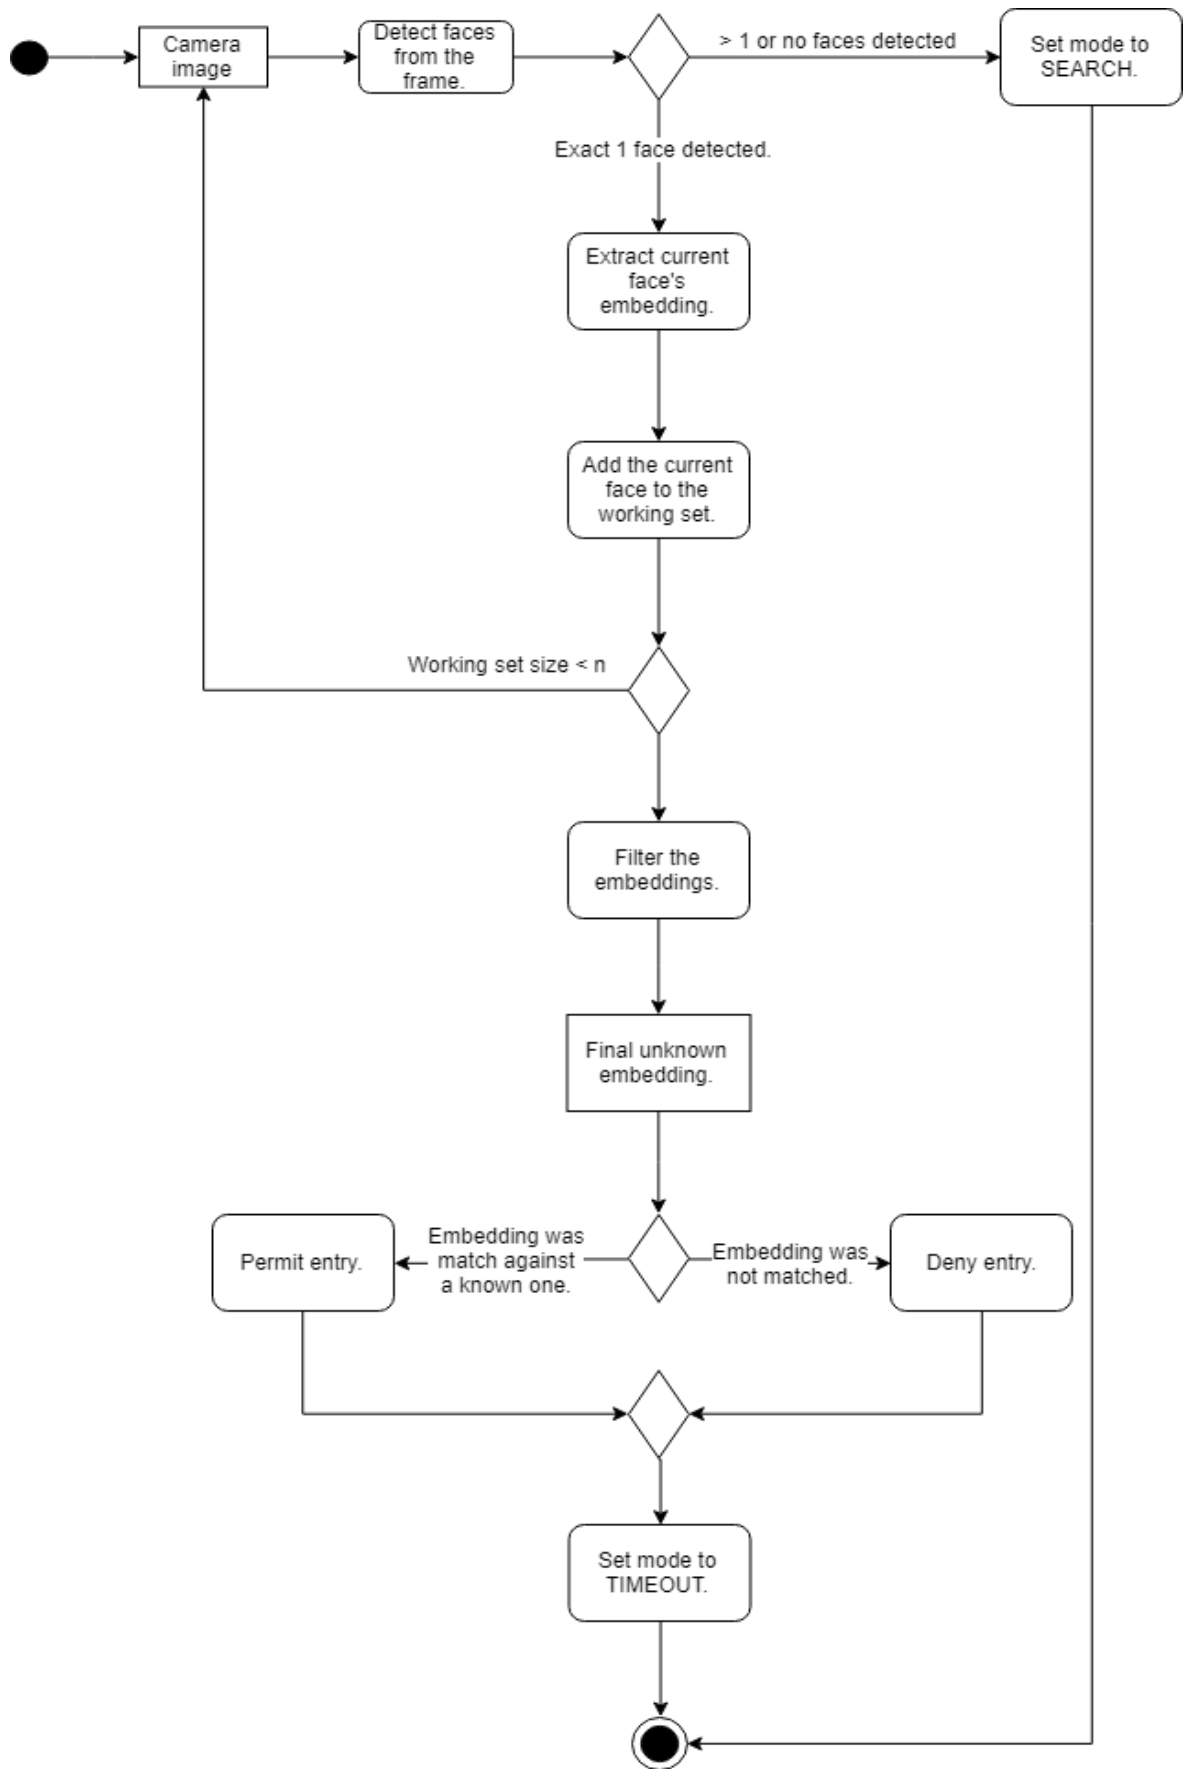 Camera
image
Detect faces
from the
frame.
> 1 or no faces detected
Set mode to
SEARCH.
Exact 1 face detected.
Extract current
face's
embedding.
Add the current
face to the
working set.
Working set size < n
Filter the
embeddings.
Final unknown
embedding.
Permit entry.
Embedding was
match against
a known one.
Embedding was
not matched.
Deny entry.
Set mode to
TIMEOUT.